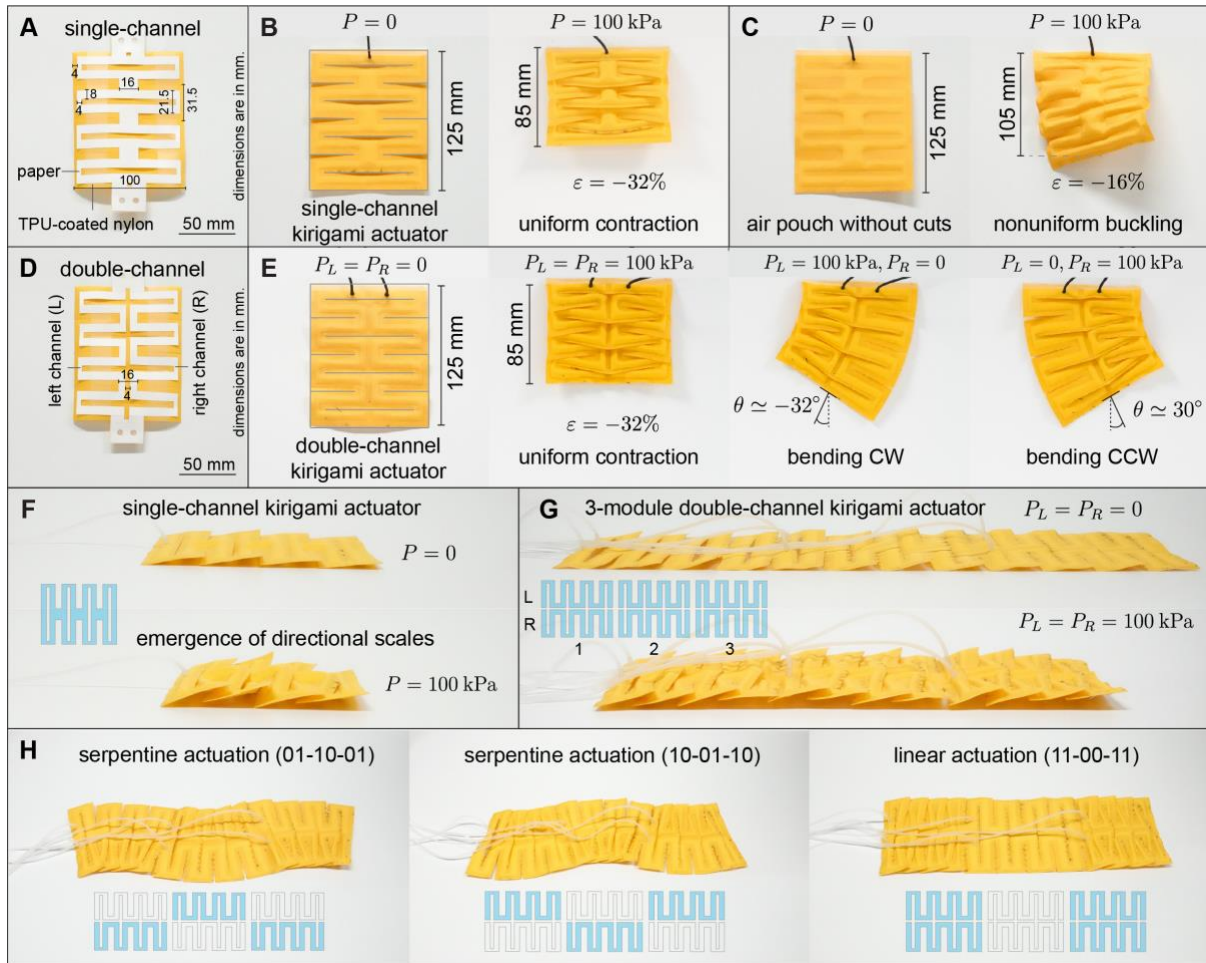 A
single-channel
4
16
8
4
21.5
31.5
paper
100
TPU-coated nylon
50 mm
dimensions are in mm.
B
P = 0
125 mm
single-channel
kirigami actuator
P = 100 kPa
85 mm
ε = −32%
uniform contraction
C
P = 0
125 mm
air pouch without cuts
P = 100 kPa
105 mm
ε = −16%
nonuniform buckling
D
double-channel
left channel (L)
right channel (R)
16
4
50 mm
dimensions are in mm.
E
P_L = P_R = 0
125 mm
double-channel
kirigami actuator
P_L = P_R = 100 kPa
85 mm
ε = −32%
uniform contraction
P_L = 100 kPa, P_R = 0
θ ≃ −32°
bending CW
P_L = 0, P_R = 100 kPa
θ ≃ 30°
bending CCW
F
single-channel kirigami actuator
P = 0
emergence of directional scales
P = 100 kPa
G
3-module double-channel kirigami actuator
P_L = P_R = 0
L
R
1
2
3
P_L = P_R = 100 kPa
H
serpentine actuation (01-10-01)
serpentine actuation (10-01-10)
linear actuation (11-00-11)